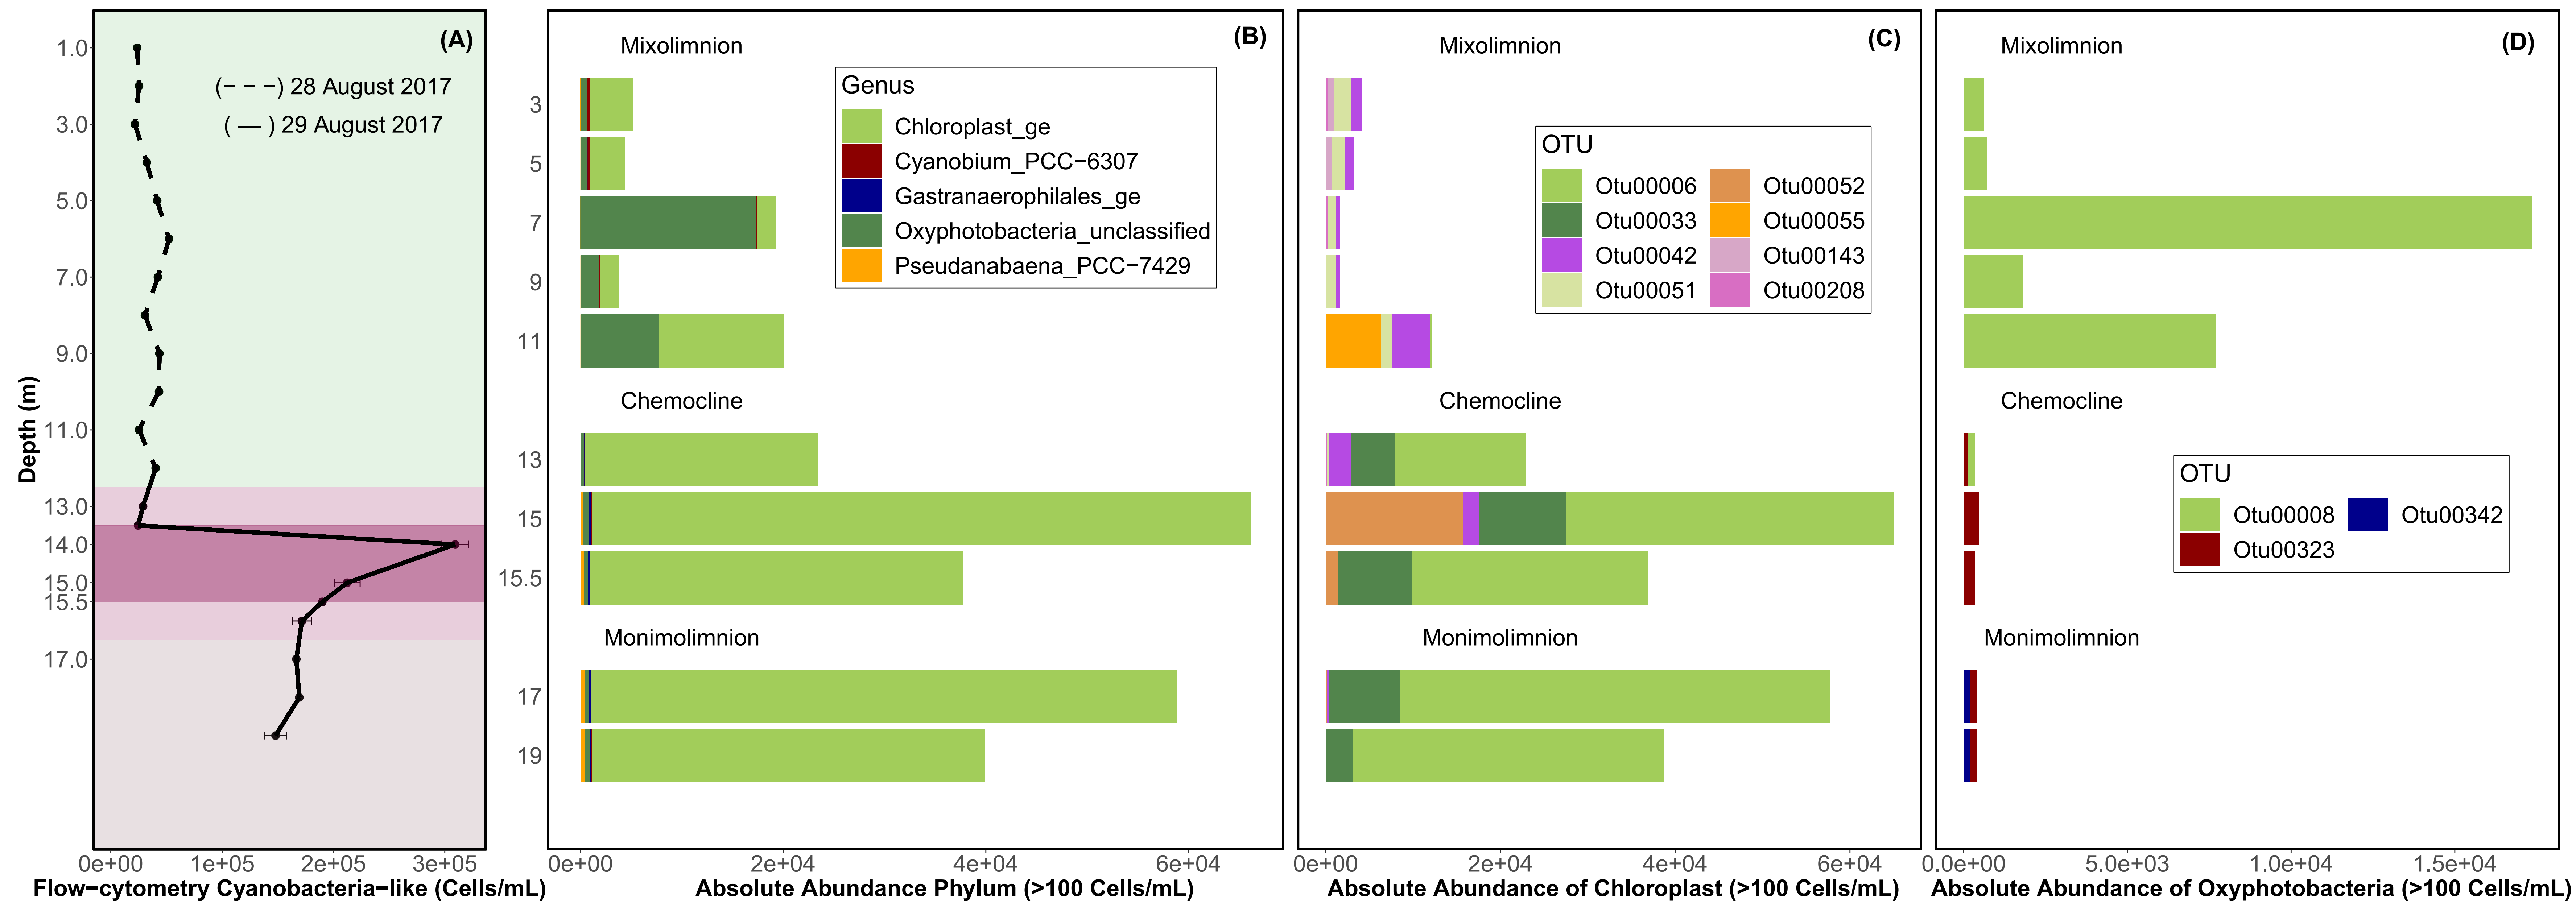 (A)
1.0
3.0
5.0
7.0
9.0
11.0
13.0
14.0
15.0
15.5
17.0
Depth (m)
(- - - -) 28 August 2017
( — ) 29 August 2017
0e+00 1e+05 2e+05 3e+05
Flow−cytometry Cyanobacteria−like (Cells/mL)
(B)
Mixolimnion
3
5
7
9
11
Genus
Chloroplast_ge
Cyanobium_PCC−6307
Gastranaerophilales_ge
Oxyphotobacteria_unclassified
Pseudanabaena_PCC−7429
Chemocline
13
15
15.5
Monimolimnion
17
19
0e+00 2e+04 4e+04 6e+04
Absolute Abundance Phylum (>100 Cells/mL)
(C)
Mixolimnion
OTU
Otu00006 Otu00052
Otu00033 Otu00055
Otu00042 Otu00143
Otu00051 Otu00208
Chemocline
Monimolimnion
0e+00 2e+04 4e+04 6e+04
Absolute Abundance of Chloroplast (>100 Cells/mL)
(D)
Mixolimnion
Chemocline
OTU
Otu00008 Otu00342
Otu00323
Monimolimnion
0.0e+00 5.0e+03 1.0e+04 1.5e+04
Absolute Abundance of Oxyphotobacteria (>100 Cells/mL)